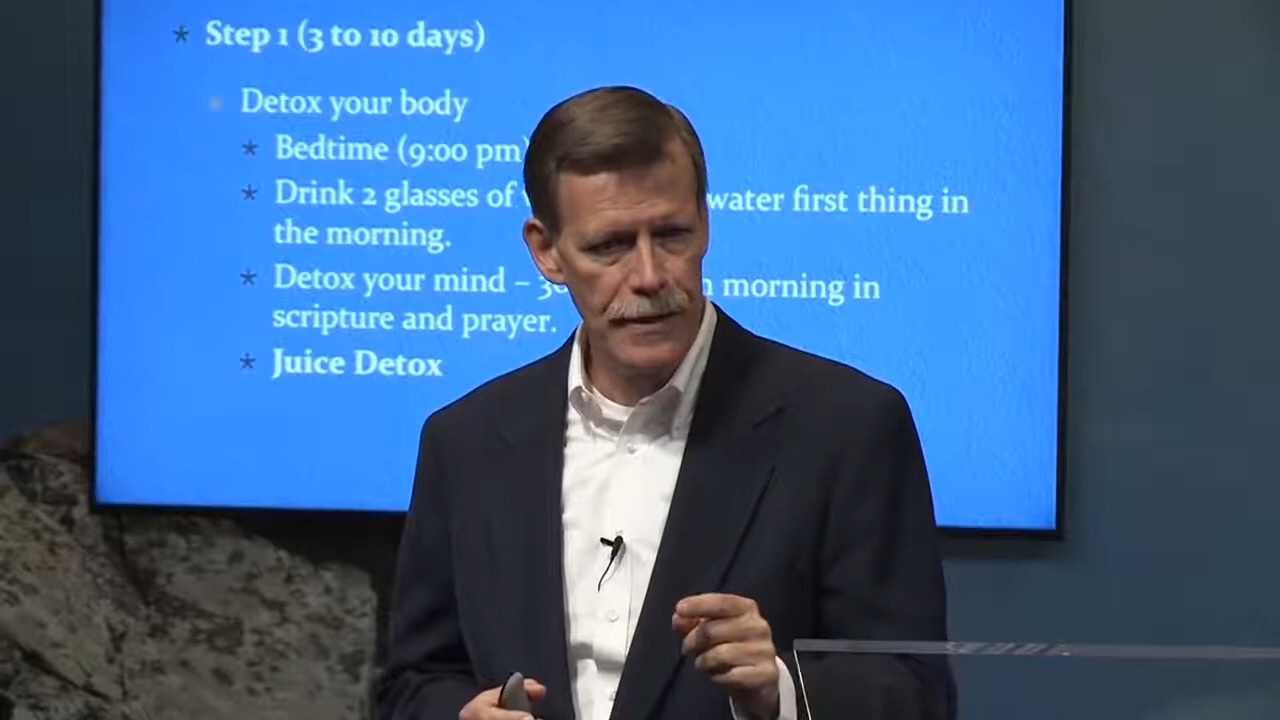 * Step 1 (3 to 10 days)
Detox your body
* Bedtime (9:00 pm)
* Drink 2 glasses of water first thing in
the morning.
* Detox your mind – morning in
scripture and prayer.
* Juice Detox